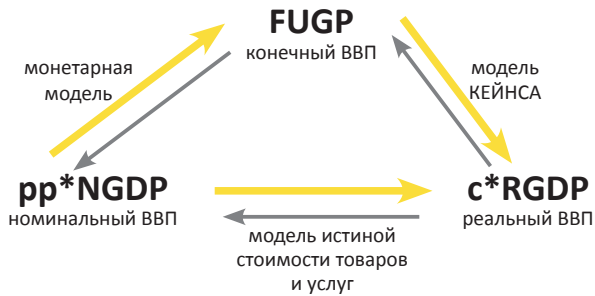 FUGP
конечный ВВП
монетарная
модель
модель
КЕЙНСА
pp*NGDP
номинальный ВВП
c*RGDP
реальный ВВП
модель истиной
стоимости товаров
и услуг